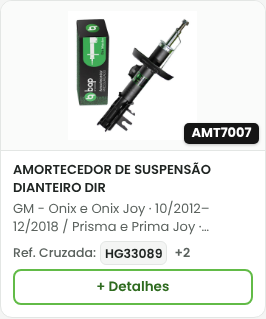 bap
AMT7007
AMORTECEDOR DE SUSPENSÃO
DIANTEIRO DIR
GM - Onix e Onix Joy · 10/2012–
12/2018 / Prisma e Prima Joy ·...
Ref. Cruzada: HG33089 +2
+ Detalhes